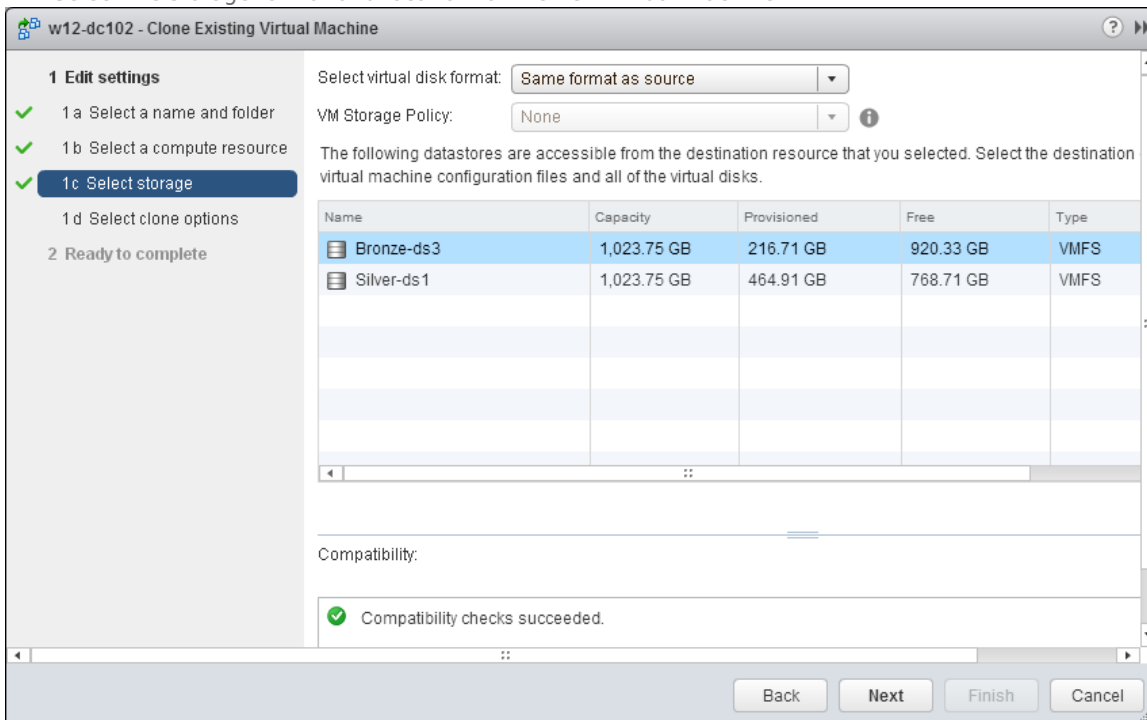 w12-dc102 - Clone Existing Virtual Machine
1 Edit settings
1a Select a name and folder
1b Select a compute resource
1c Select storage
1d Select clone options
2 Ready to complete
Select virtual disk format: Same format as source
VM Storage Policy: None
The following datastores are accessible from the destination resource that you selected. Select the destination
virtual machine configuration files and all of the virtual disks.
Name Capacity Provisioned Free Type
Bronze-ds3 1,023.75 GB 216.71 GB 920.33 GB VMFS
Silver-ds1 1,023.75 GB 464.91 GB 768.71 GB VMFS
Compatibility:
Compatibility checks succeeded.
Back Next Finish Cancel